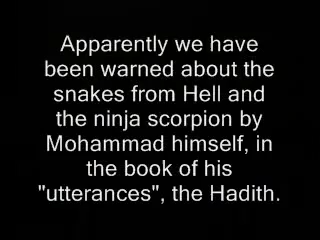 Apparently we have
been warned about the
snakes from Hell and
the ninja scorpion by
Mohammad himself, in
the book of his
"utterances", the Hadith.